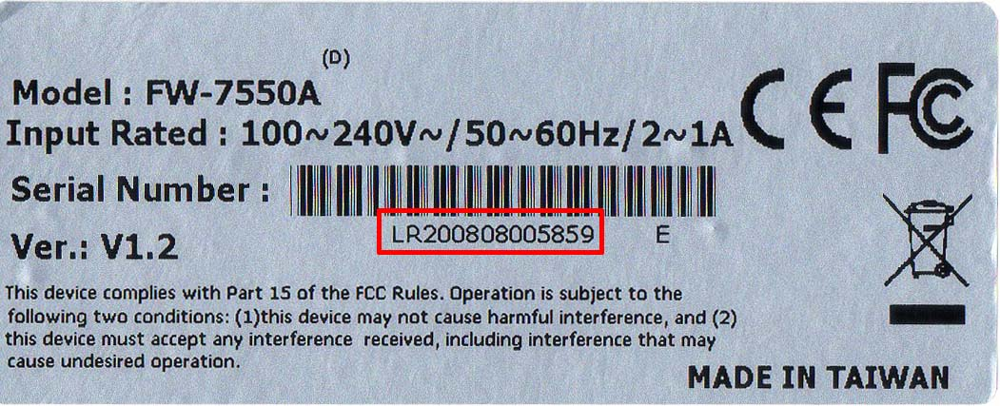 (D)
Model : FW-7550A
Input Rated : 100~240V~/50~60Hz/2~1A
CE FC
Serial Number :
LR200808005859 E
Ver.: V1.2
This device complies with Part 15 of the FCC Rules. Operation is subject to the
following two conditions: (1)this device may not cause harmful interference, and (2)
this device must accept any interference received, including interference that may
cause undesired operation.
MADE IN TAIWAN